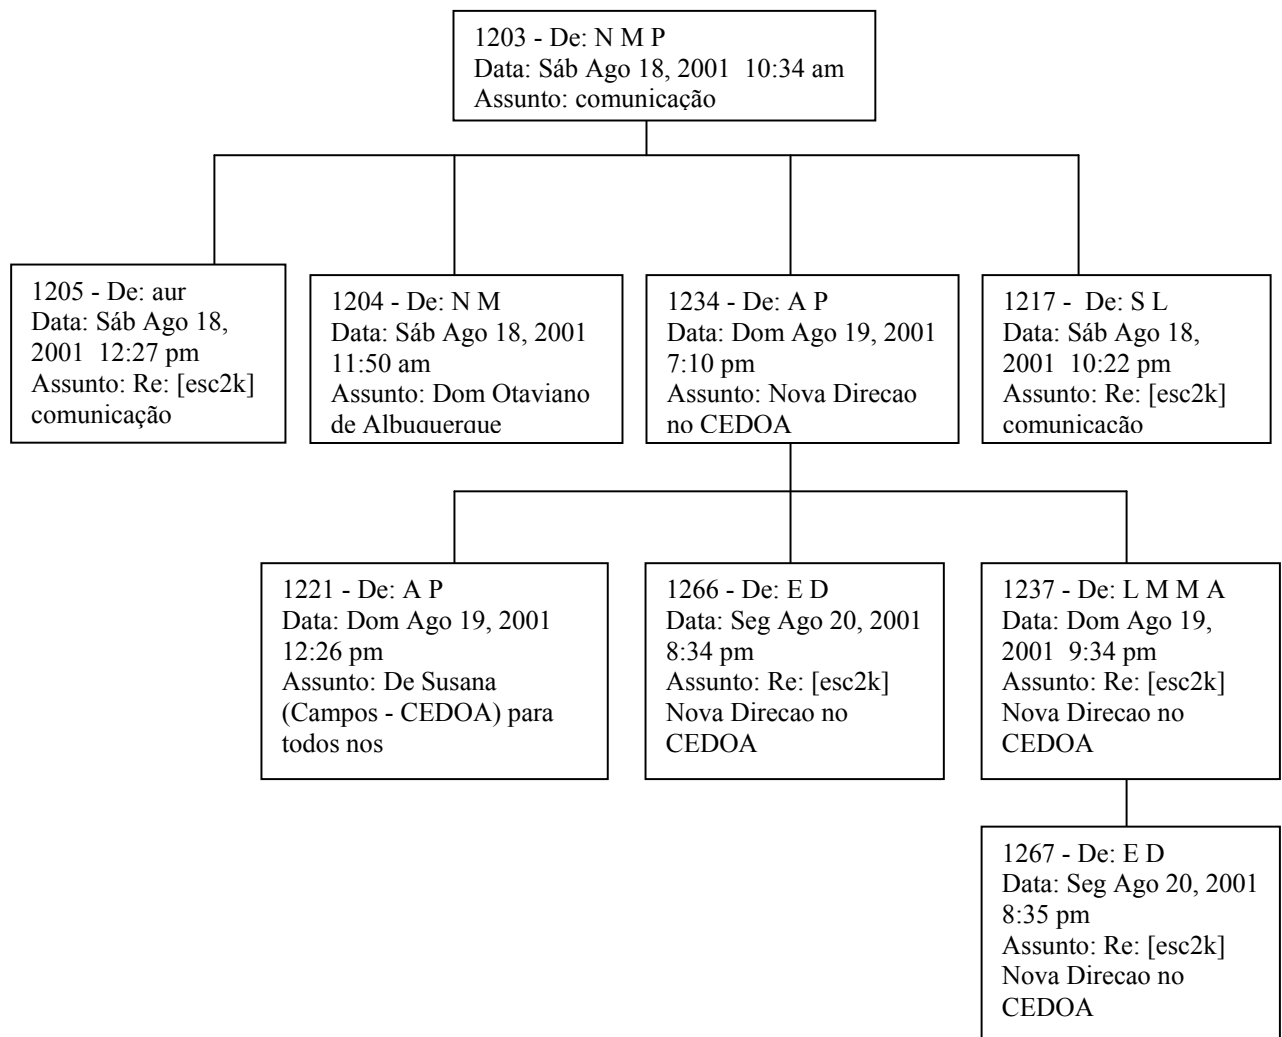 1203 - De: N M P
Data: Sáb Ago 18, 2001  10:34 am
Assunto: comunicação
1205 - De: aur
Data: Sáb Ago 18,
2001  12:27 pm
Assunto: Re: [esc2k]
comunicação
1204 - De: N M
Data: Sáb Ago 18, 2001
11:50 am
Assunto: Dom Otaviano
de Albuquerque
1234 - De: A P
Data: Dom Ago 19, 2001
7:10 pm
Assunto: Nova Direcao
no CEDOA
1217 -  De: S L
Data: Sáb Ago 18,
2001  10:22 pm
Assunto: Re: [esc2k]
comunicação
1221 - De: A P
Data: Dom Ago 19, 2001
12:26 pm
Assunto: De Susana
(Campos - CEDOA) para
todos nos
1266 - De: E D
Data: Seg Ago 20, 2001
8:34 pm
Assunto: Re: [esc2k]
Nova Direcao no
CEDOA
1237 - De: L M M A
Data: Dom Ago 19,
2001  9:34 pm
Assunto: Re: [esc2k]
Nova Direcao no
CEDOA
1267 - De: E D
Data: Seg Ago 20, 2001
8:35 pm
Assunto: Re: [esc2k]
Nova Direcao no
CEDOA